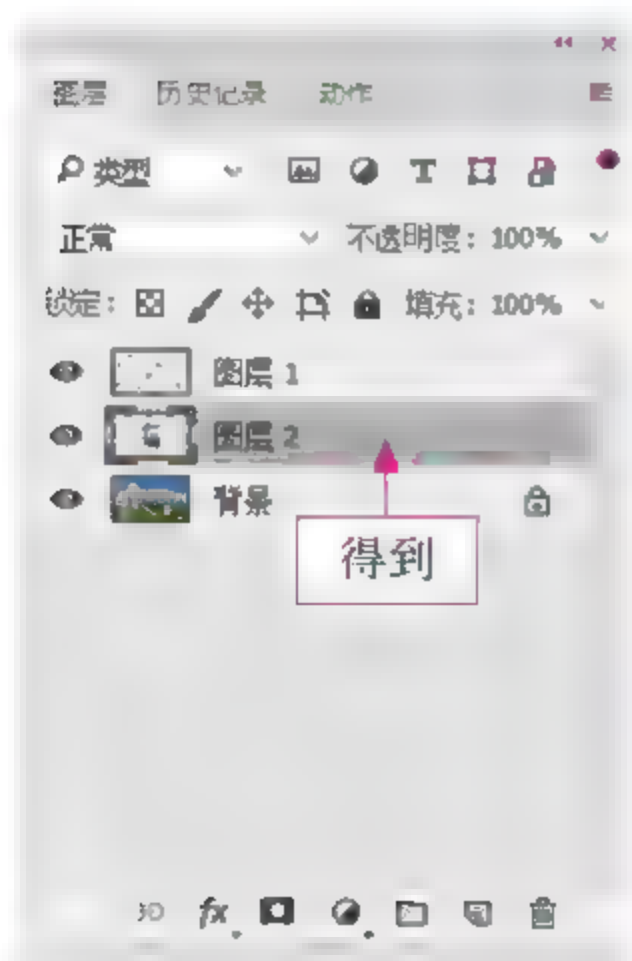 图层 历史记录 动作
类型
正常 不透明度: 100%
锁定: 填充: 100%
图层 1
图层 2
背景
得到
fx